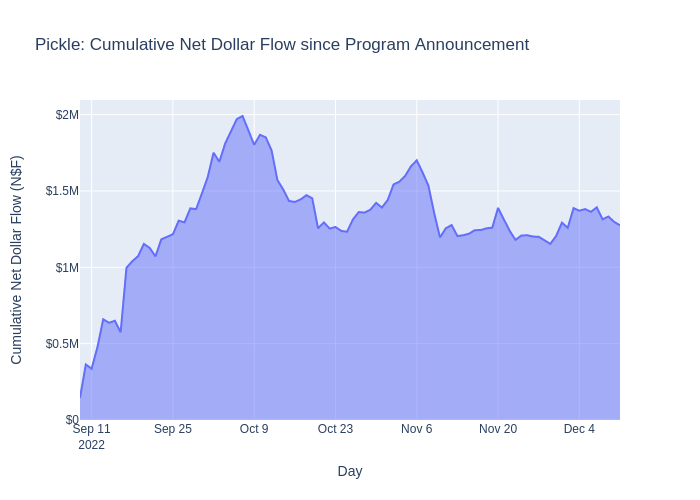 Pickle: Cumulative Net Dollar Flow since Program Announcement
Cumulative Net Dollar Flow (N$F)
$2M
$1.5M
$1M
$0.5M
$0
Sep 11
2022
Sep 25
Oct 9
Oct 23
Nov 6
Nov 20
Dec 4
Day